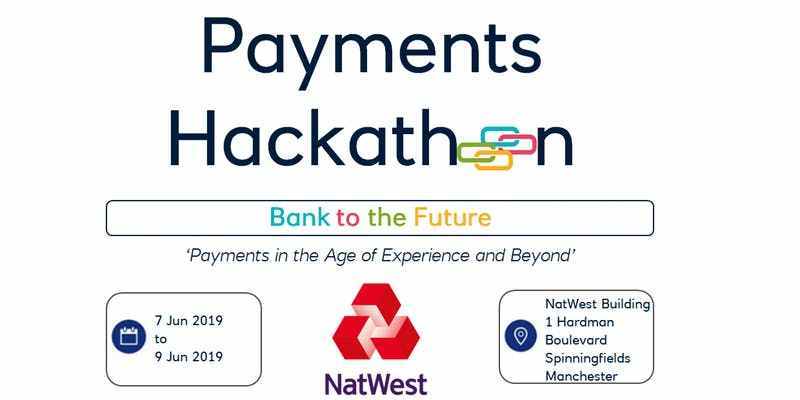 Payments
Hackathon
Bank to the Future
‘Payments in the Age of Experience and Beyond’
7 Jun 2019
to
9 Jun 2019
NatWest
NatWest Building
1 Hardman
Boulevard
Spinningfields
Manchester